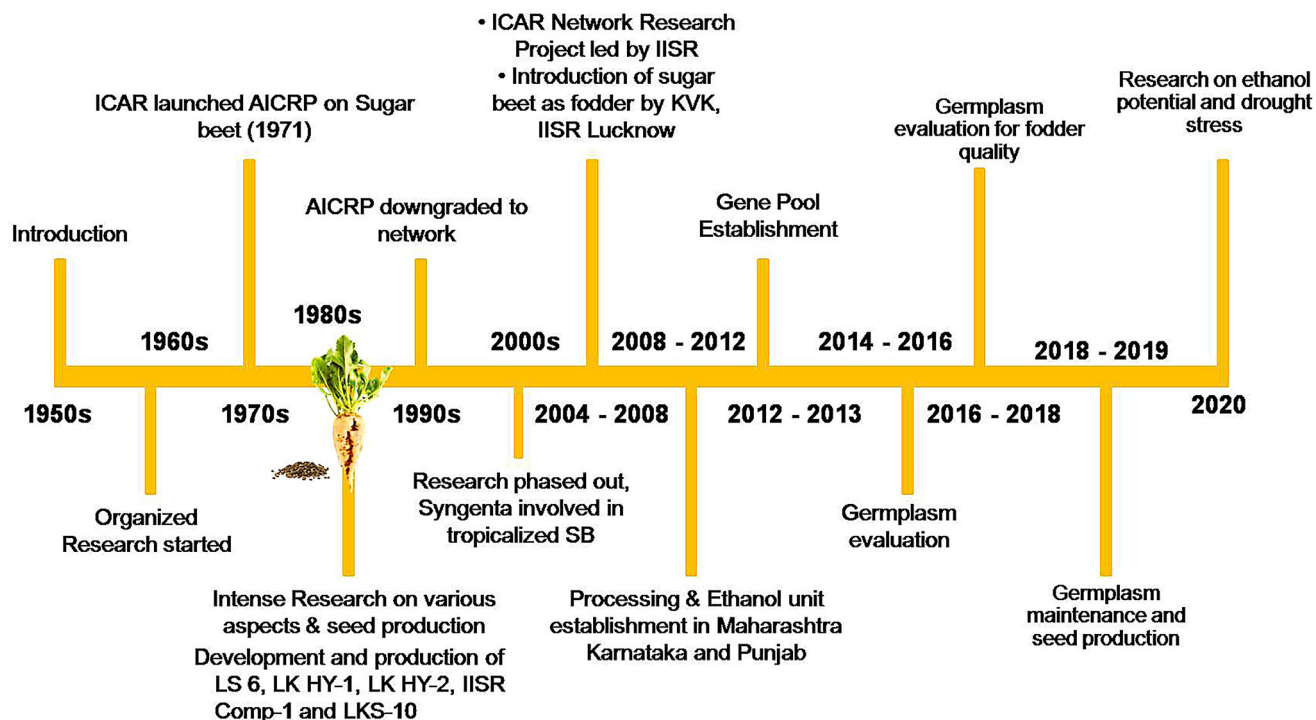 • ICAR Network Research
Project led by IISR
• Introduction of sugar
beet as fodder by KVK,
IISR Lucknow
ICAR launched AICRP on Sugar
beet (1971)
Research on ethanol
potential and drought
stress
Germplasm
evaluation for fodder
quality
AICRP downgraded to
network
Gene Pool
Establishment
Introduction
1980s
1960s
2000s
2008 - 2012
2014 - 2016
2018 - 2019
1950s
1970s
1990s
2004 - 2008
2012 - 2013
2016 - 2018
2020
Organized
Research started
Research phased out,
Syngenta involved in
tropicalized SB
Germplasm
evaluation
Intense Research on various
aspects & seed production
Development and production of
LS 6, LK HY-1, LK HY-2, IISR
Comp-1 and LKS-10
Processing & Ethanol unit
establishment in Maharashtra
Karnataka and Punjab
Germplasm
maintenance and
seed production